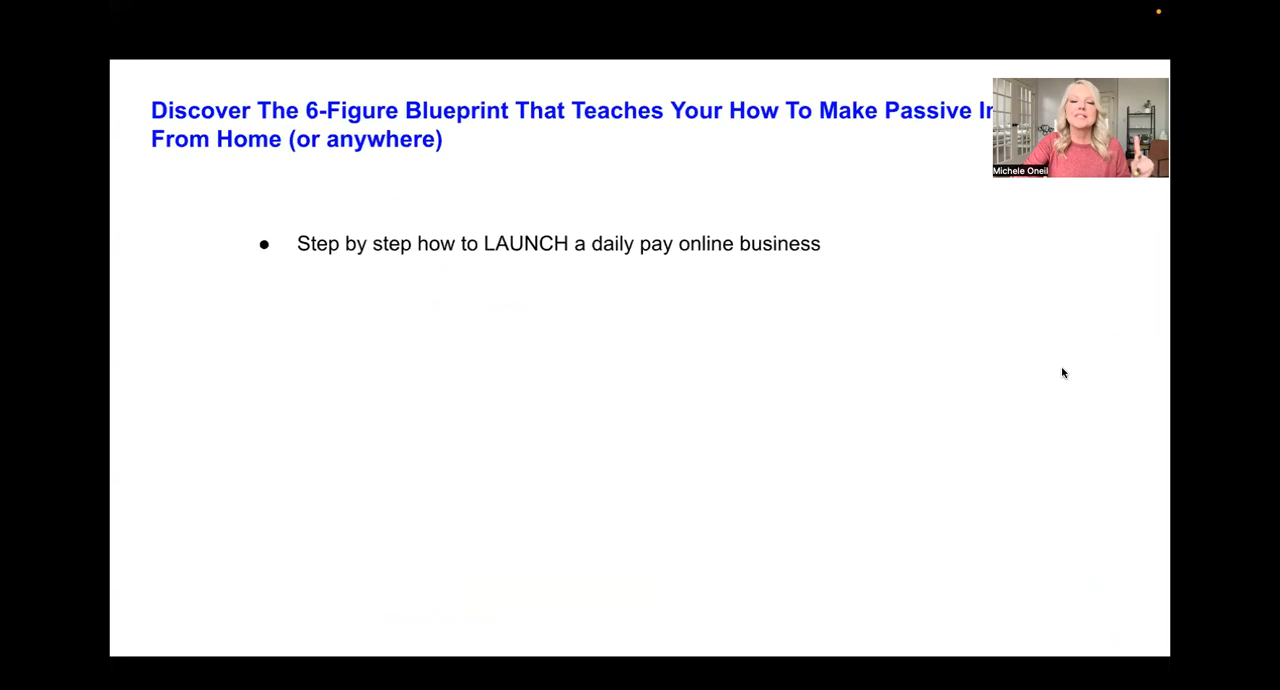 Discover The 6-Figure Blueprint That Teaches Your How To Make Passive In
From Home (or anywhere)
Michele Oneil
● Step by step how to LAUNCH a daily pay online business